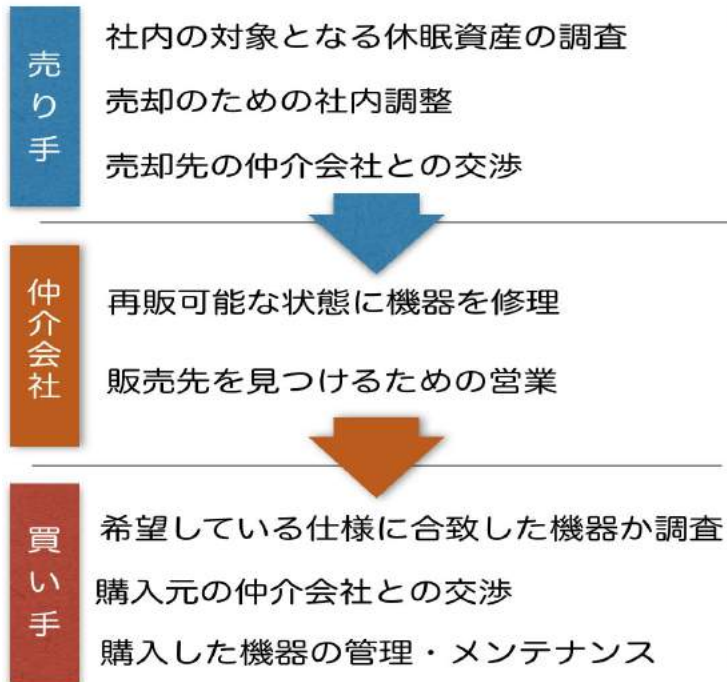 売り手
社内の対象となる休眠資産の調査
売却のための社内調整
売却先の仲介会社との交渉
仲介会社
再販可能な状態に機器を修理
販売先を見つけるための営業
買い手
希望している仕様に合致した機器か調査
購入元の仲介会社との交渉
購入した機器の管理・メンテナンス